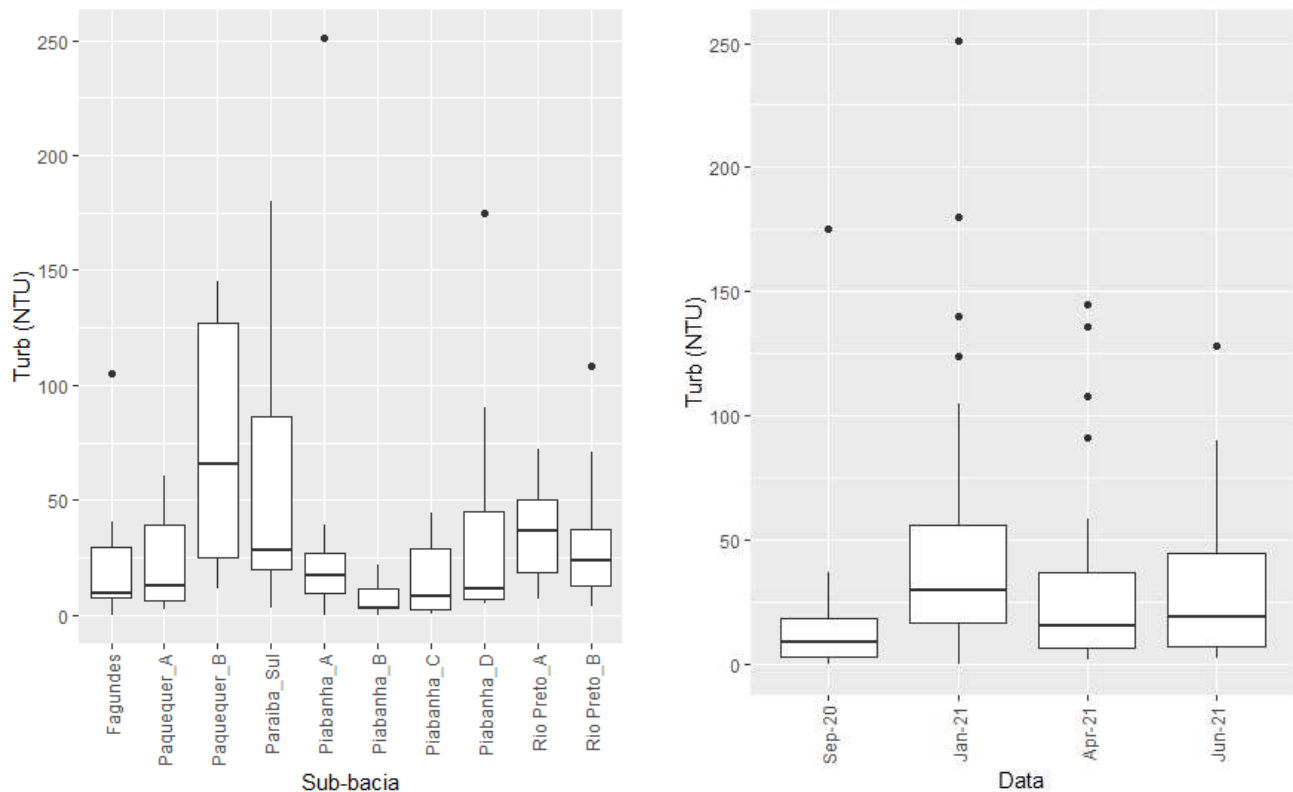 Turb (NTU)
250
200
150
100
50
0
Fagundes
Paquequer_A
Paquequer_B
Paraiba_Sul
Piabanha_A
Piabanha_B
Piabanha_C
Piabanha_D
Rio Preto_A
Rio Preto_B
Sub-bacia
Turb (NTU)
250
200
150
100
50
0
Sep-20
Jan-21
Apr-21
Jun-21
Data